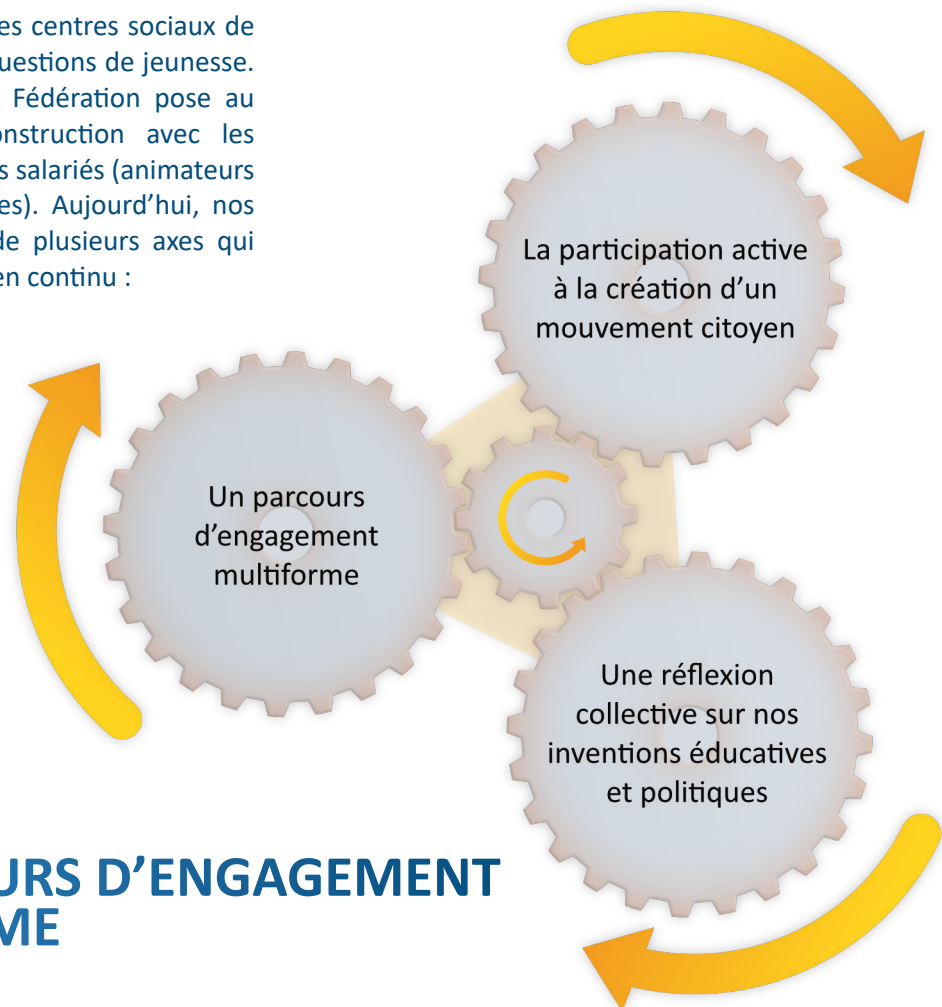 es centres sociaux de
uestions de jeunesse.
Fédération pose au
onstruction avec les
s salariés (animateurs
es). Aujourd’hui, nos
de plusieurs axes qui
en continu :
La participation active
à la création d’un
mouvement citoyen
Un parcours
d’engagement
multiforme
Une réflexion
collective sur nos
inventions éducatives
et politiques
URS D’ENGAGEMENT
ME